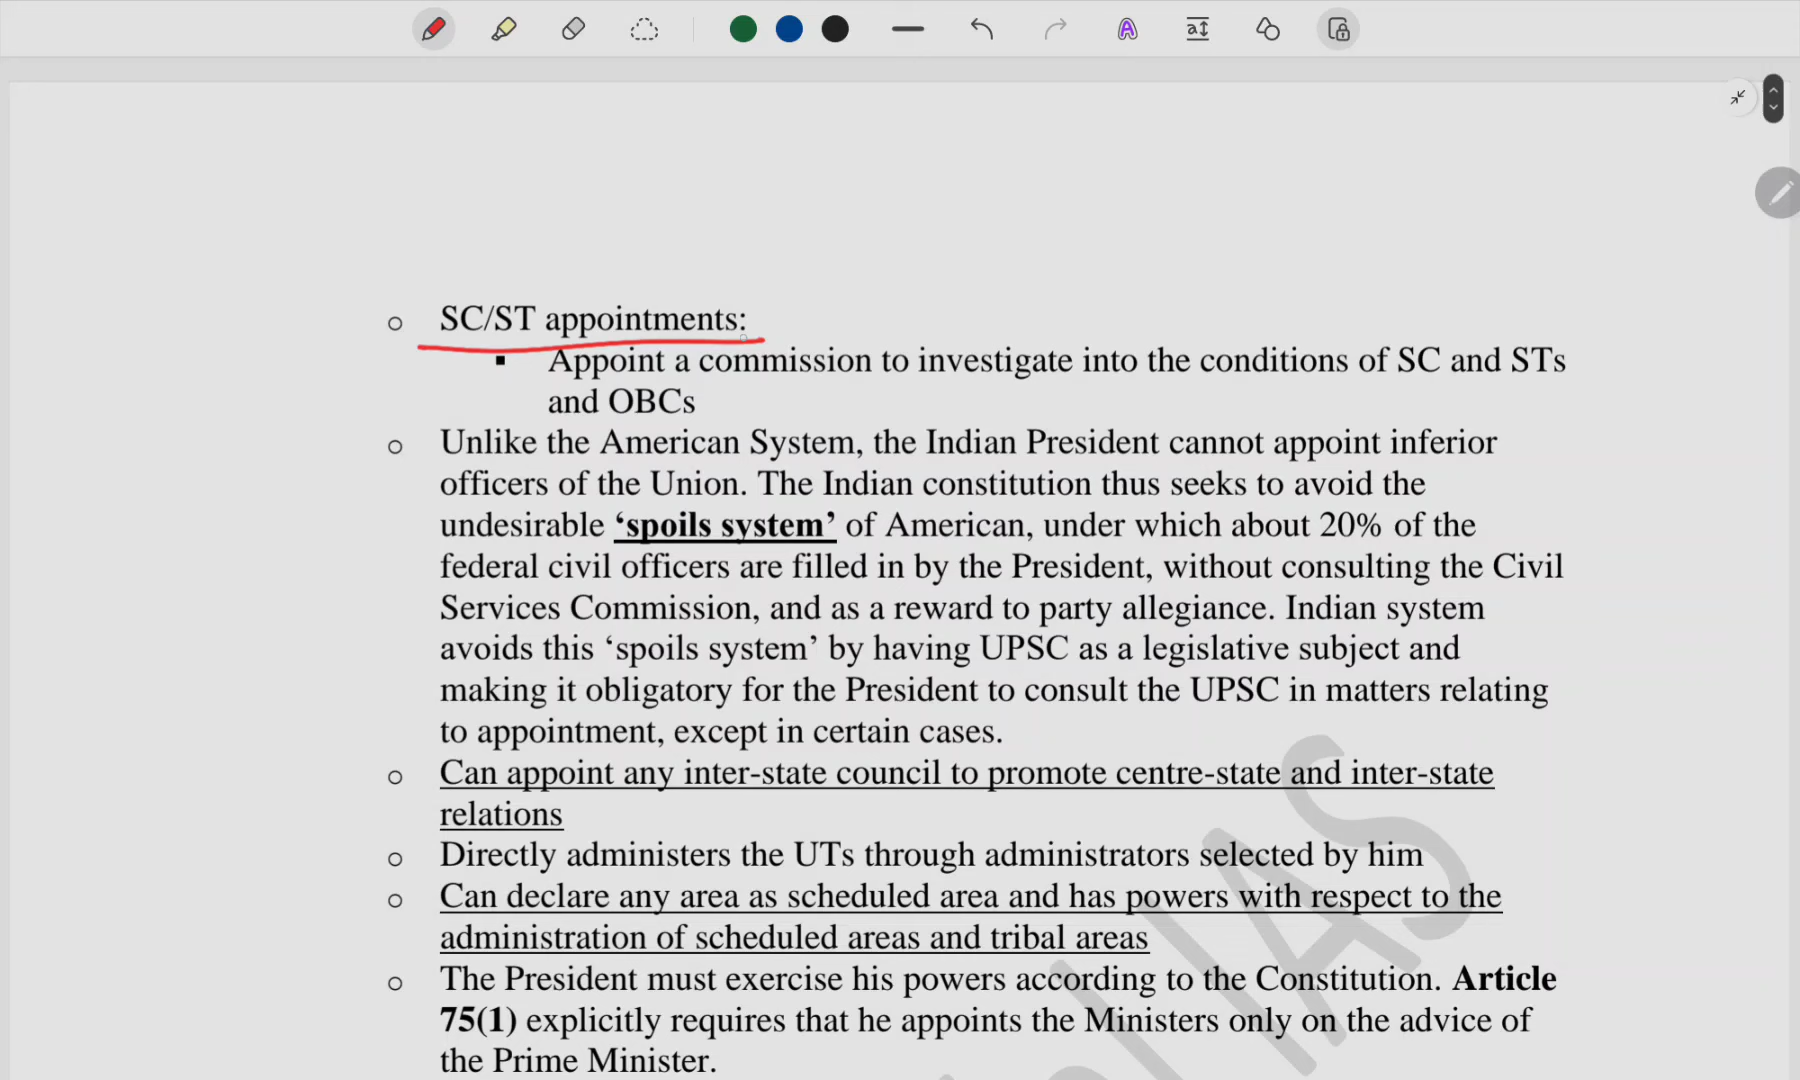 SC/ST appointments:
Appoint a commission to investigate into the conditions of SC and STs
and OBCs
Unlike the American System, the Indian President cannot appoint inferior
officers of the Union. The Indian constitution thus seeks to avoid the
undesirable ‘spoils system’ of American, under which about 20% of the
federal civil officers are filled in by the President, without consulting the Civil
Services Commission, and as a reward to party allegiance. Indian system
avoids this ‘spoils system’ by having UPSC as a legislative subject and
making it obligatory for the President to consult the UPSC in matters relating
to appointment, except in certain cases.
Can appoint any inter-state council to promote centre-state and inter-state
relations
Directly administers the UTs through administrators selected by him
Can declare any area as scheduled area and has powers with respect to the
administration of scheduled areas and tribal areas
The President must exercise his powers according to the Constitution. Article
75(1) explicitly requires that he appoints the Ministers only on the advice of
the Prime Minister.
IAS